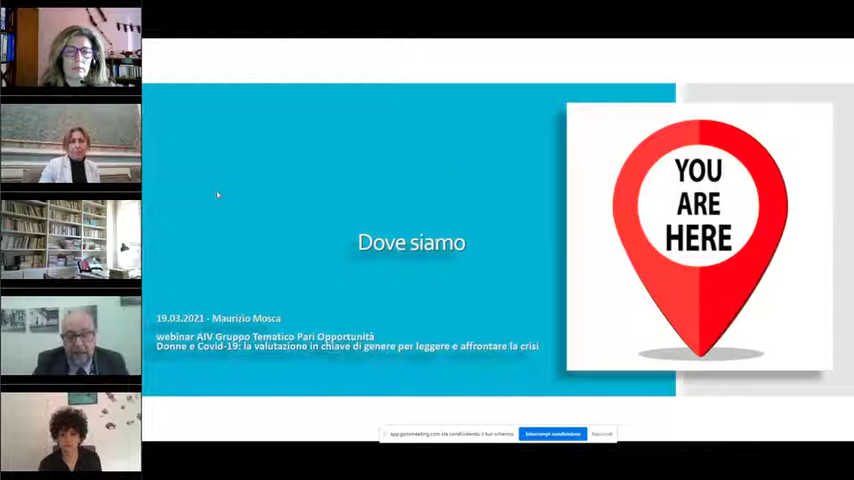 Dove siamo
19.03.2021 - Maurizio Mosca
webinar AIV Gruppo Tematico Pari Opportunità
Donne e Covid-19: la valutazione in chiave di genere per leggere e affrontare la crisi
YOU
ARE
HERE
app.gotomeeting.com sta condividendo il tuo schermo.
Interrompi condivisione
Nascondi